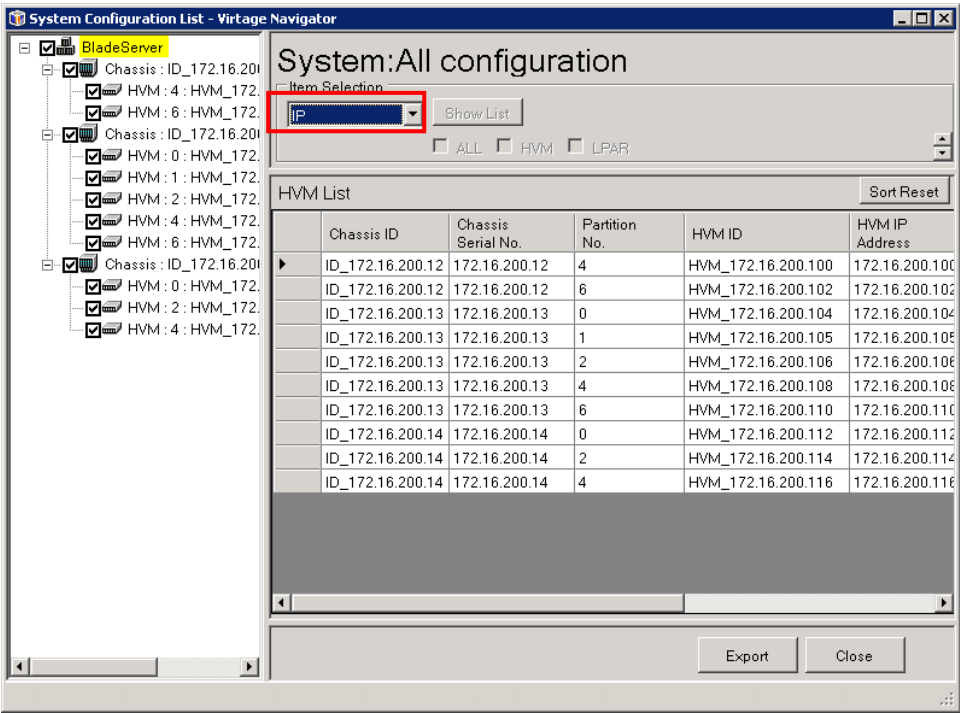 System Configuration List - Virtage Navigator
BladeServer
Chassis : ID_172.16.20
HVM : 4 : HVM_172.
HVM : 6 : HVM_172.
Chassis : ID_172.16.20
HVM : 0 : HVM_172.
HVM : 1 : HVM_172.
HVM : 2 : HVM_172.
HVM : 4 : HVM_172.
HVM : 6 : HVM_172.
Chassis : ID_172.16.20
HVM : 0 : HVM_172.
HVM : 2 : HVM_172.
HVM : 4 : HVM_172.
System:All configuration
Item Selection
IP Show List
ALL HVM LPAR
HVM List Sort Reset
Chassis ID Chassis Serial No. Partition No. HVM ID HVM IP Address
ID_172.16.200.12 172.16.200.12 4 HVM_172.16.200.100 172.16.200.100
ID_172.16.200.12 172.16.200.12 6 HVM_172.16.200.102 172.16.200.102
ID_172.16.200.13 172.16.200.13 0 HVM_172.16.200.104 172.16.200.104
ID_172.16.200.13 172.16.200.13 1 HVM_172.16.200.105 172.16.200.105
ID_172.16.200.13 172.16.200.13 2 HVM_172.16.200.106 172.16.200.106
ID_172.16.200.13 172.16.200.13 4 HVM_172.16.200.108 172.16.200.108
ID_172.16.200.13 172.16.200.13 6 HVM_172.16.200.110 172.16.200.110
ID_172.16.200.14 172.16.200.14 0 HVM_172.16.200.112 172.16.200.112
ID_172.16.200.14 172.16.200.14 2 HVM_172.16.200.114 172.16.200.114
ID_172.16.200.14 172.16.200.14 4 HVM_172.16.200.116 172.16.200.116
Export Close